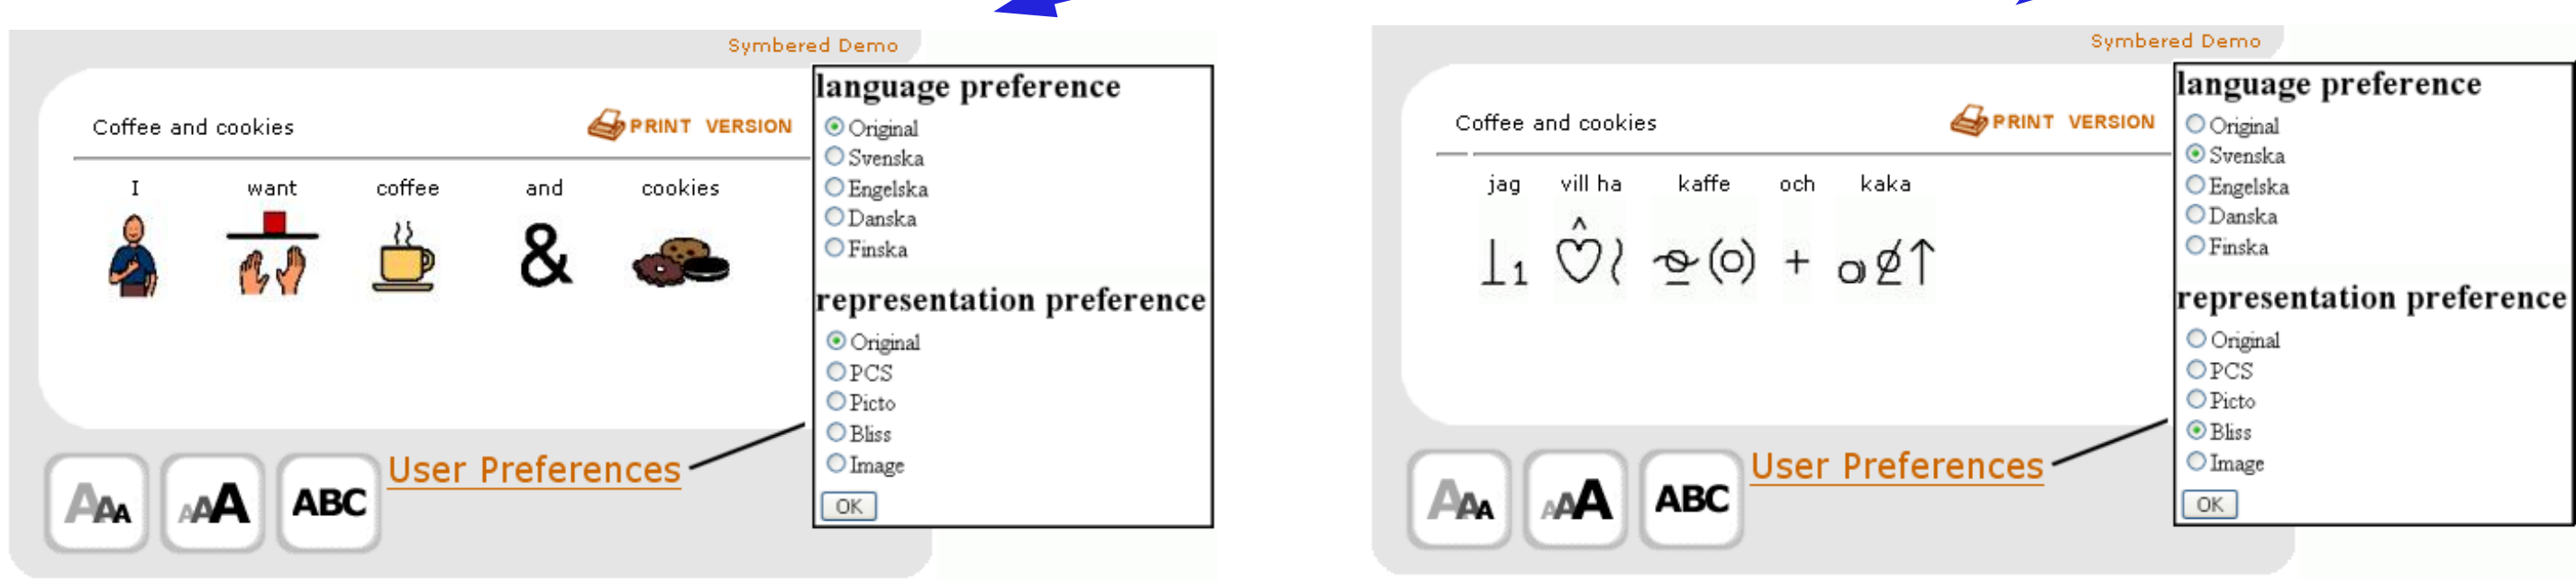 Symbered Demo
Coffee and cookies
PRINT VERSION
I want coffee and cookies
&
AAA AAA ABC
User Preferences
language preference
Original
Svenska
Engelska
Danska
Finska
representation preference
Original
PCS
Picto
Bliss
Image
OK
Symbered Demo
Coffee and cookies
PRINT VERSION
jag vill ha kaffe och kaka
AAA AAA ABC
User Preferences
language preference
Original
Svenska
Engelska
Danska
Finska
representation preference
Original
PCS
Picto
Bliss
Image
OK